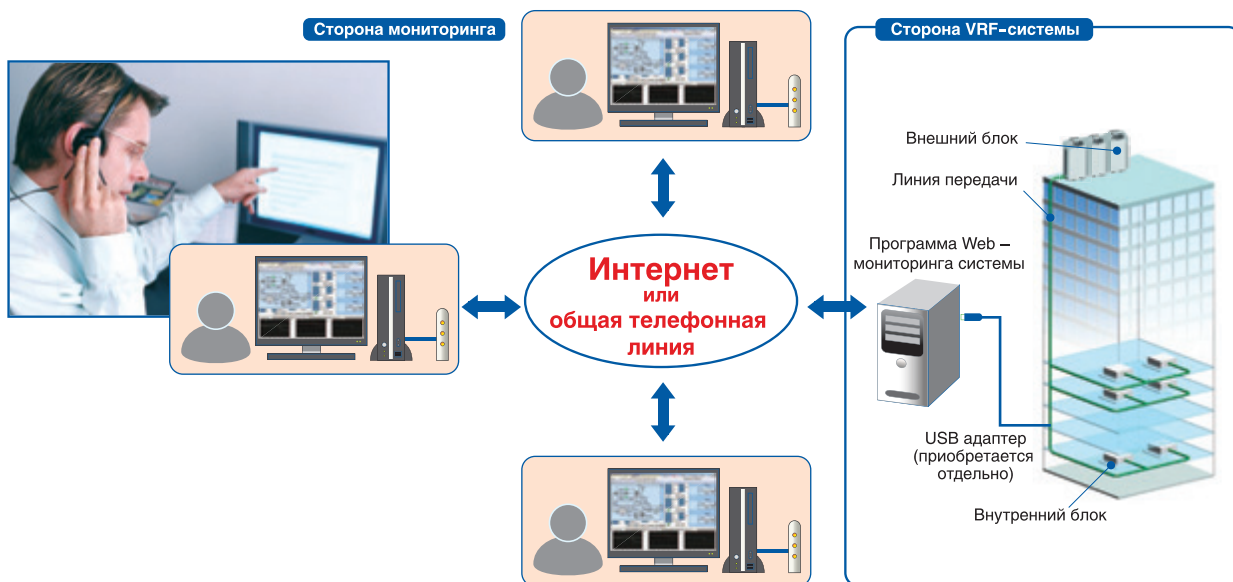 Сторона мониторинга
Сторона VRF-системы
Интернет
или
общая телефонная
линия
Внешний блок
Линия передачи
Программа Web –
мониторинга системы
USB адаптер
(приобретается
отдельно)
Внутренний блок